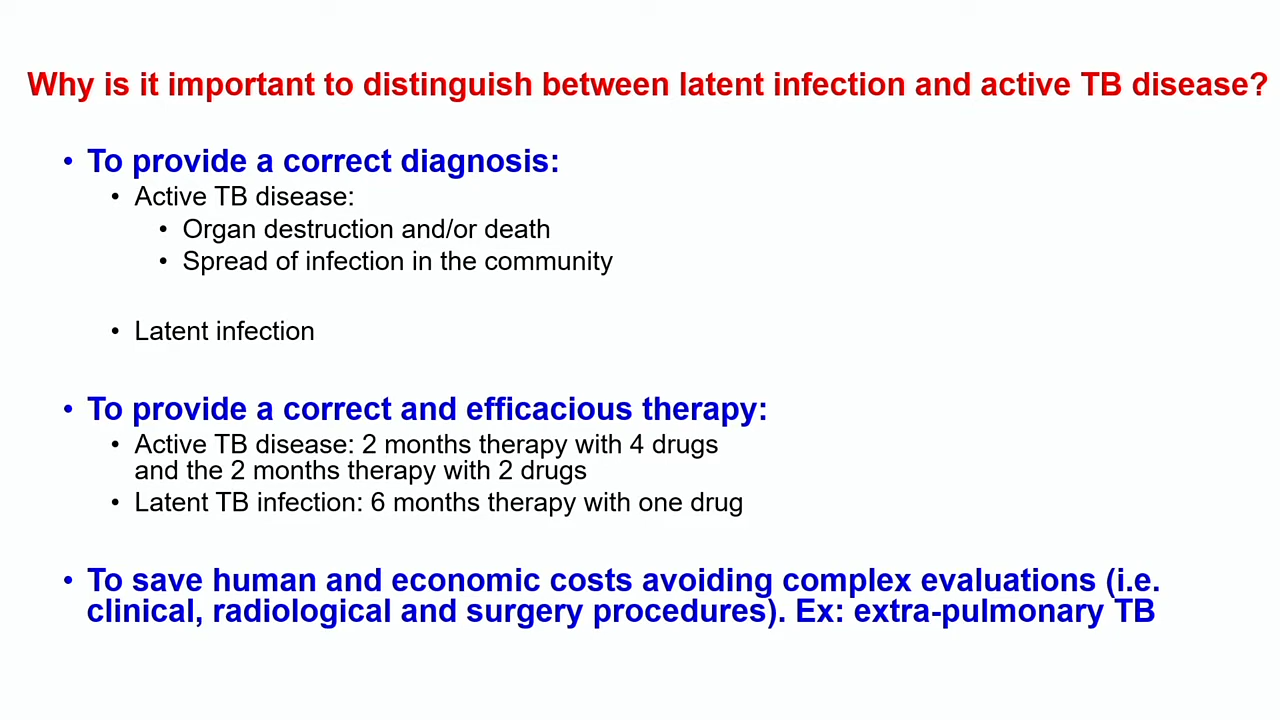 Why is it important to distinguish between latent infection and active TB disease?
• To provide a correct diagnosis:
• Active TB disease:
• Organ destruction and/or death
• Spread of infection in the community
• Latent infection
• To provide a correct and efficacious therapy:
• Active TB disease: 2 months therapy with 4 drugs
and the 2 months therapy with 2 drugs
• Latent TB infection: 6 months therapy with one drug
• To save human and economic costs avoiding complex evaluations (i.e.
clinical, radiological and surgery procedures). Ex: extra-pulmonary TB